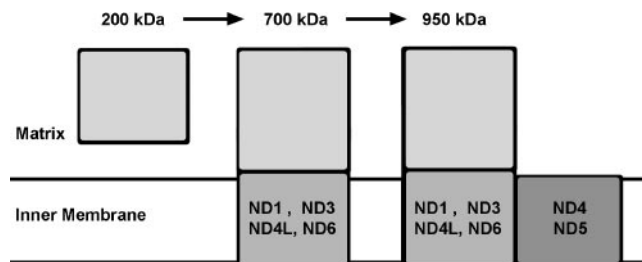 200 kDa 700 kDa 950 kDa
Matrix
Inner Membrane
ND1 , ND3
ND4L, ND6
ND1 , ND3
ND4L, ND6
ND4
ND5